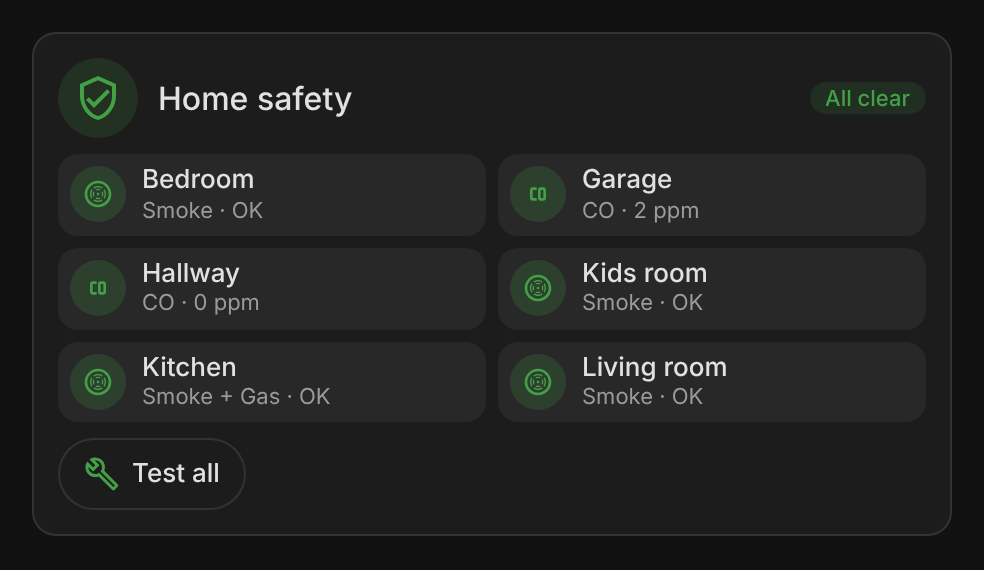 Home safety
All clear
Bedroom
Smoke · OK
CO
Garage
CO · 2 ppm
CO
Hallway
CO · 0 ppm
Kids room
Smoke · OK
Kitchen
Smoke + Gas · OK
Living room
Smoke · OK
Test all